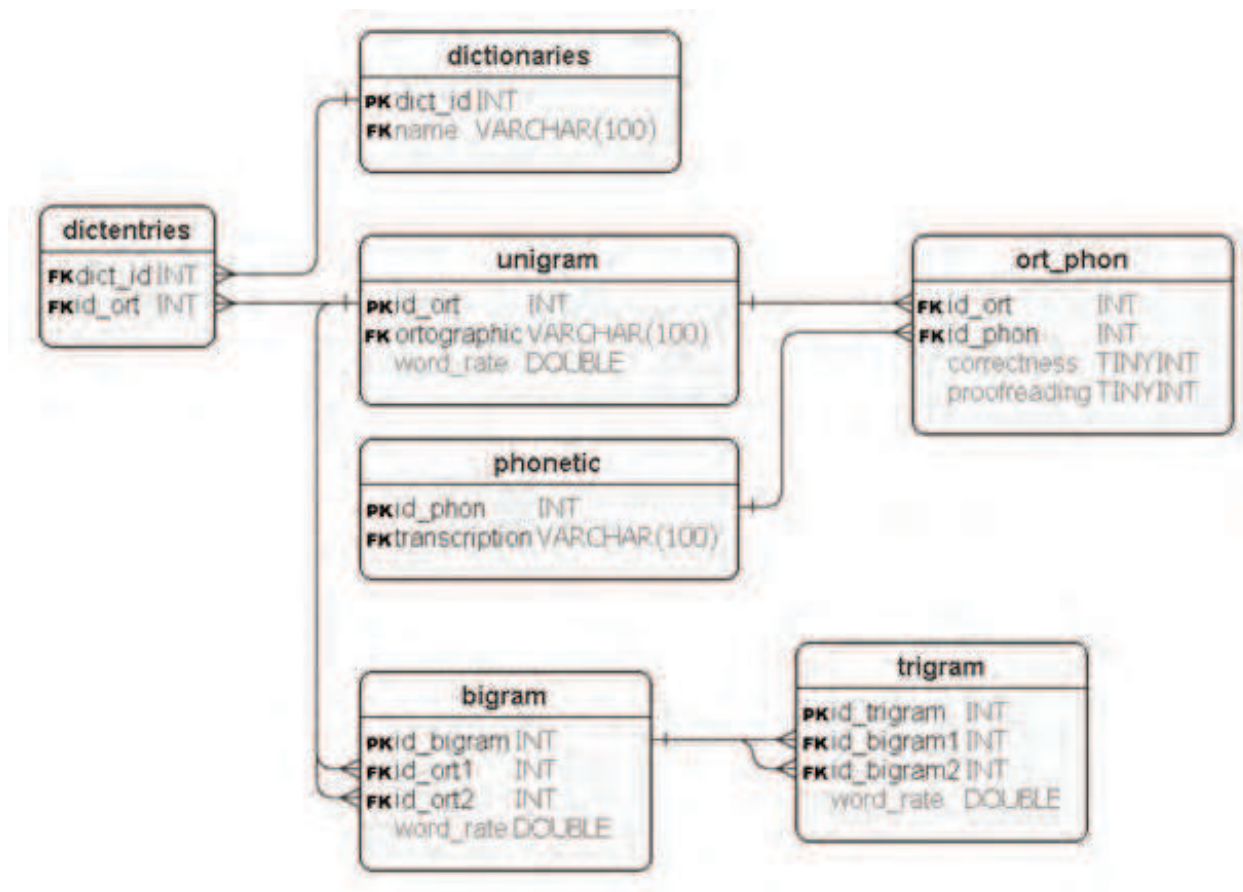 dictionaries
PK dict_id INT
FK name VARCHAR(100)
dictentries
FK dict_id INT
FK id_ort INT
unigram
PK id_ort INT
FK ortographic VARCHAR(100)
word_rate DOUBLE
ort_phon
FK id_ort INT
FK id_phon INT
correctness TINYINT
proofreading TINYINT
phonetic
PK id_phon INT
FK transcription VARCHAR(100)
bigram
PK id_bigram INT
FK id_ort1 INT
FK id_ort2 INT
word_rate DOUBLE
trigram
PK id_trigram INT
FK id_bigram1 INT
FK id_bigram2 INT
word_rate DOUBLE